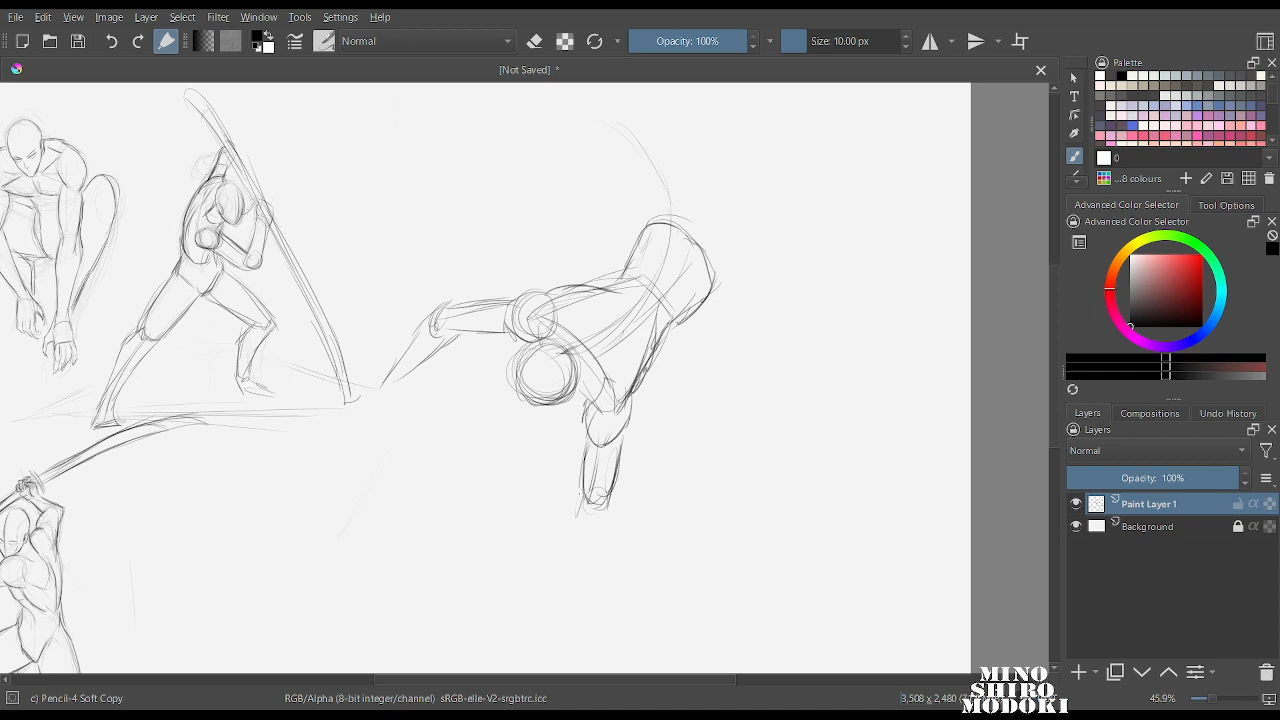 File Edit View Image Layer Select Filter Window Tools Settings Help
Normal Opacity: 100% Size: 10.00 px
[Not Saved] *
Palette
0
...8 colours
Advanced Color Selector Tool Options
Advanced Color Selector
Layers Compositions Undo History
Layers
Normal
Opacity: 100%
Paint Layer 1
Background
c) Pencil-4 Soft Copy RGB/Alpha (8-bit integer/channel) sRGB-elle-V2-srgbtrc.icc 3,508 x 2,480 45.9%
MINO
SHIRO
MODOKI